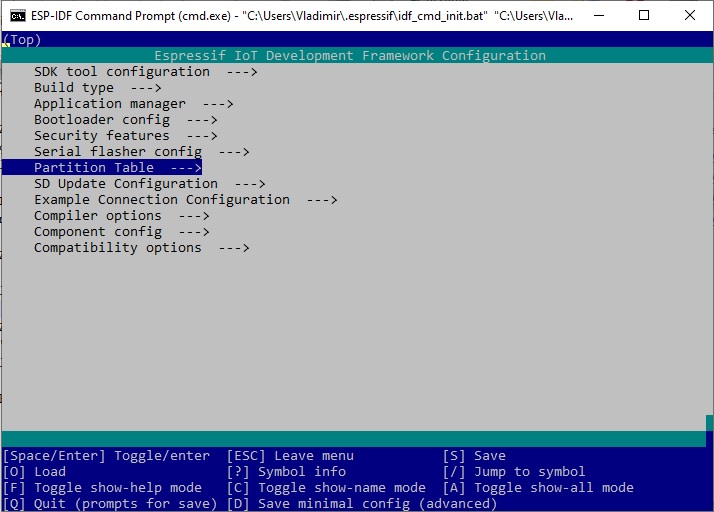 ESP-IDF Command Prompt (cmd.exe) - "C:\Users\Vladimir\.espressif\idf_cmd_init.bat" "C:\Users\Vla...
(Top)
Espressif IoT Development Framework Configuration
SDK tool configuration --->
Build type --->
Application manager --->
Bootloader config --->
Security features --->
Serial flasher config --->
Partition Table --->
SD Update Configuration --->
Example Connection Configuration --->
Compiler options --->
Component config --->
Compatibility options --->
[Space/Enter] Toggle/enter [ESC] Leave menu [S] Save
[O] Load [?] Symbol info [/] Jump to symbol
[F] Toggle show-help mode [C] Toggle show-name mode [A] Toggle show-all mode
[Q] Quit (prompts for save) [D] Save minimal config (advanced)